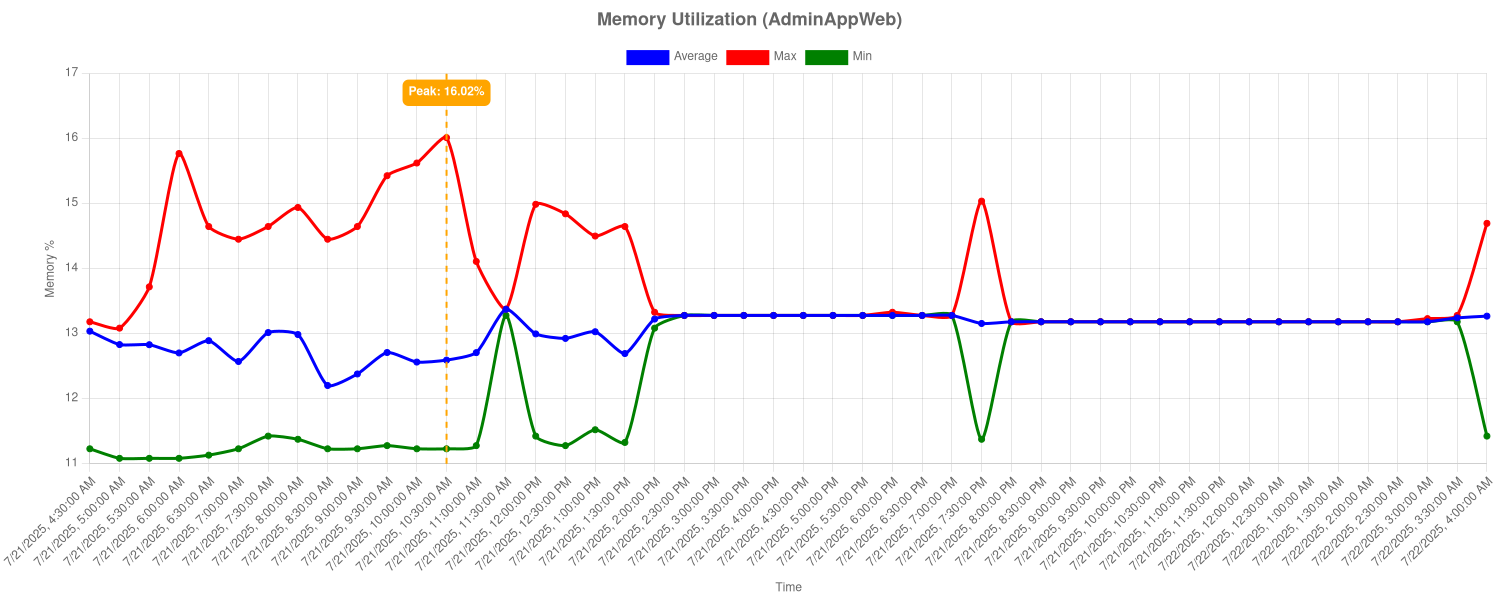 Memory Utilization (AdminAppWeb)
Average Max Min
Peak: 16.02%
17
16
15
14
13
12
11
Memory %
7/21/2025, 4:30:00 AM
7/21/2025, 5:00:00 AM
7/21/2025, 5:30:00 AM
7/21/2025, 6:00:00 AM
7/21/2025, 6:30:00 AM
7/21/2025, 7:00:00 AM
7/21/2025, 7:30:00 AM
7/21/2025, 8:00:00 AM
7/21/2025, 8:30:00 AM
7/21/2025, 9:00:00 AM
7/21/2025, 9:30:00 AM
7/21/2025, 10:00:00 AM
7/21/2025, 10:30:00 AM
7/21/2025, 11:00:00 AM
7/21/2025, 11:30:00 AM
7/21/2025, 12:00:00 PM
7/21/2025, 12:30:00 PM
7/21/2025, 1:00:00 PM
7/21/2025, 1:30:00 PM
7/21/2025, 2:00:00 PM
7/21/2025, 2:30:00 PM
7/21/2025, 3:00:00 PM
7/21/2025, 3:30:00 PM
7/21/2025, 4:00:00 PM
7/21/2025, 4:30:00 PM
7/21/2025, 5:00:00 PM
7/21/2025, 5:30:00 PM
7/21/2025, 6:00:00 PM
7/21/2025, 6:30:00 PM
7/21/2025, 7:00:00 PM
7/21/2025, 7:30:00 PM
7/21/2025, 8:00:00 PM
7/21/2025, 8:30:00 PM
7/21/2025, 9:00:00 PM
7/21/2025, 9:30:00 PM
7/21/2025, 10:00:00 PM
7/21/2025, 10:30:00 PM
7/21/2025, 11:00:00 PM
7/21/2025, 11:30:00 PM
7/22/2025, 12:00:00 AM
7/22/2025, 12:30:00 AM
7/22/2025, 1:00:00 AM
7/22/2025, 1:30:00 AM
7/22/2025, 2:00:00 AM
7/22/2025, 2:30:00 AM
7/22/2025, 3:00:00 AM
7/22/2025, 3:30:00 AM
7/22/2025, 4:00:00 AM
Time